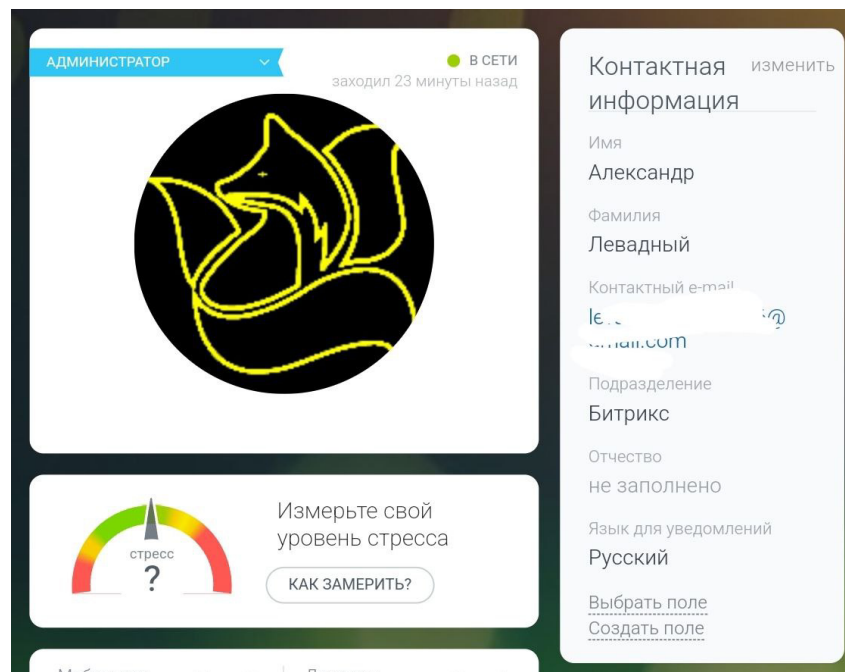 АДМИНИСТРАТОР
В СЕТИ
заходил 23 минуты назад
Измерьте свой
уровень стресса
стресс
?
КАК ЗАМЕРИТЬ?
Контактная
информация
изменить
Имя
Александр
Фамилия
Левадный
Контактный e-mail
@
.com
Подразделение
Битрикс
Отчество
не заполнено
Язык для уведомлений
Русский
Выбрать поле
Создать поле